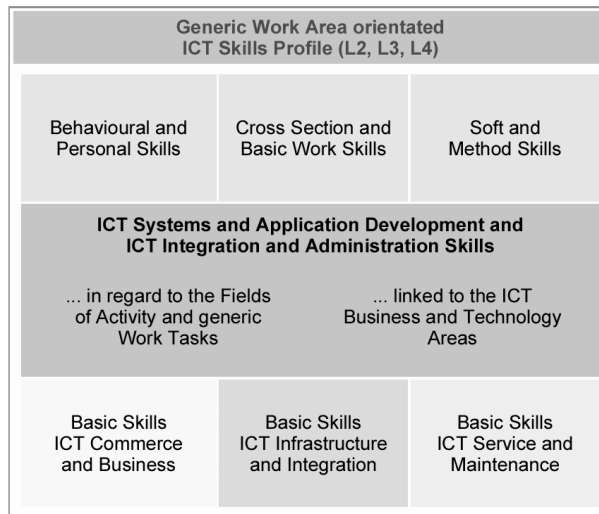 Generic Work Area orientated
ICT Skills Profile (L2, L3, L4)
Behavioural and
Personal Skills
Cross Section and
Basic Work Skills
Soft and
Method Skills
ICT Systems and Application Development and
ICT Integration and Administration Skills
... in regard to the Fields
of Activity and generic
Work Tasks
... linked to the ICT
Business and Technology
Areas
Basic Skills
ICT Commerce
and Business
Basic Skills
ICT Infrastructure
and Integration
Basic Skills
ICT Service and
Maintenance